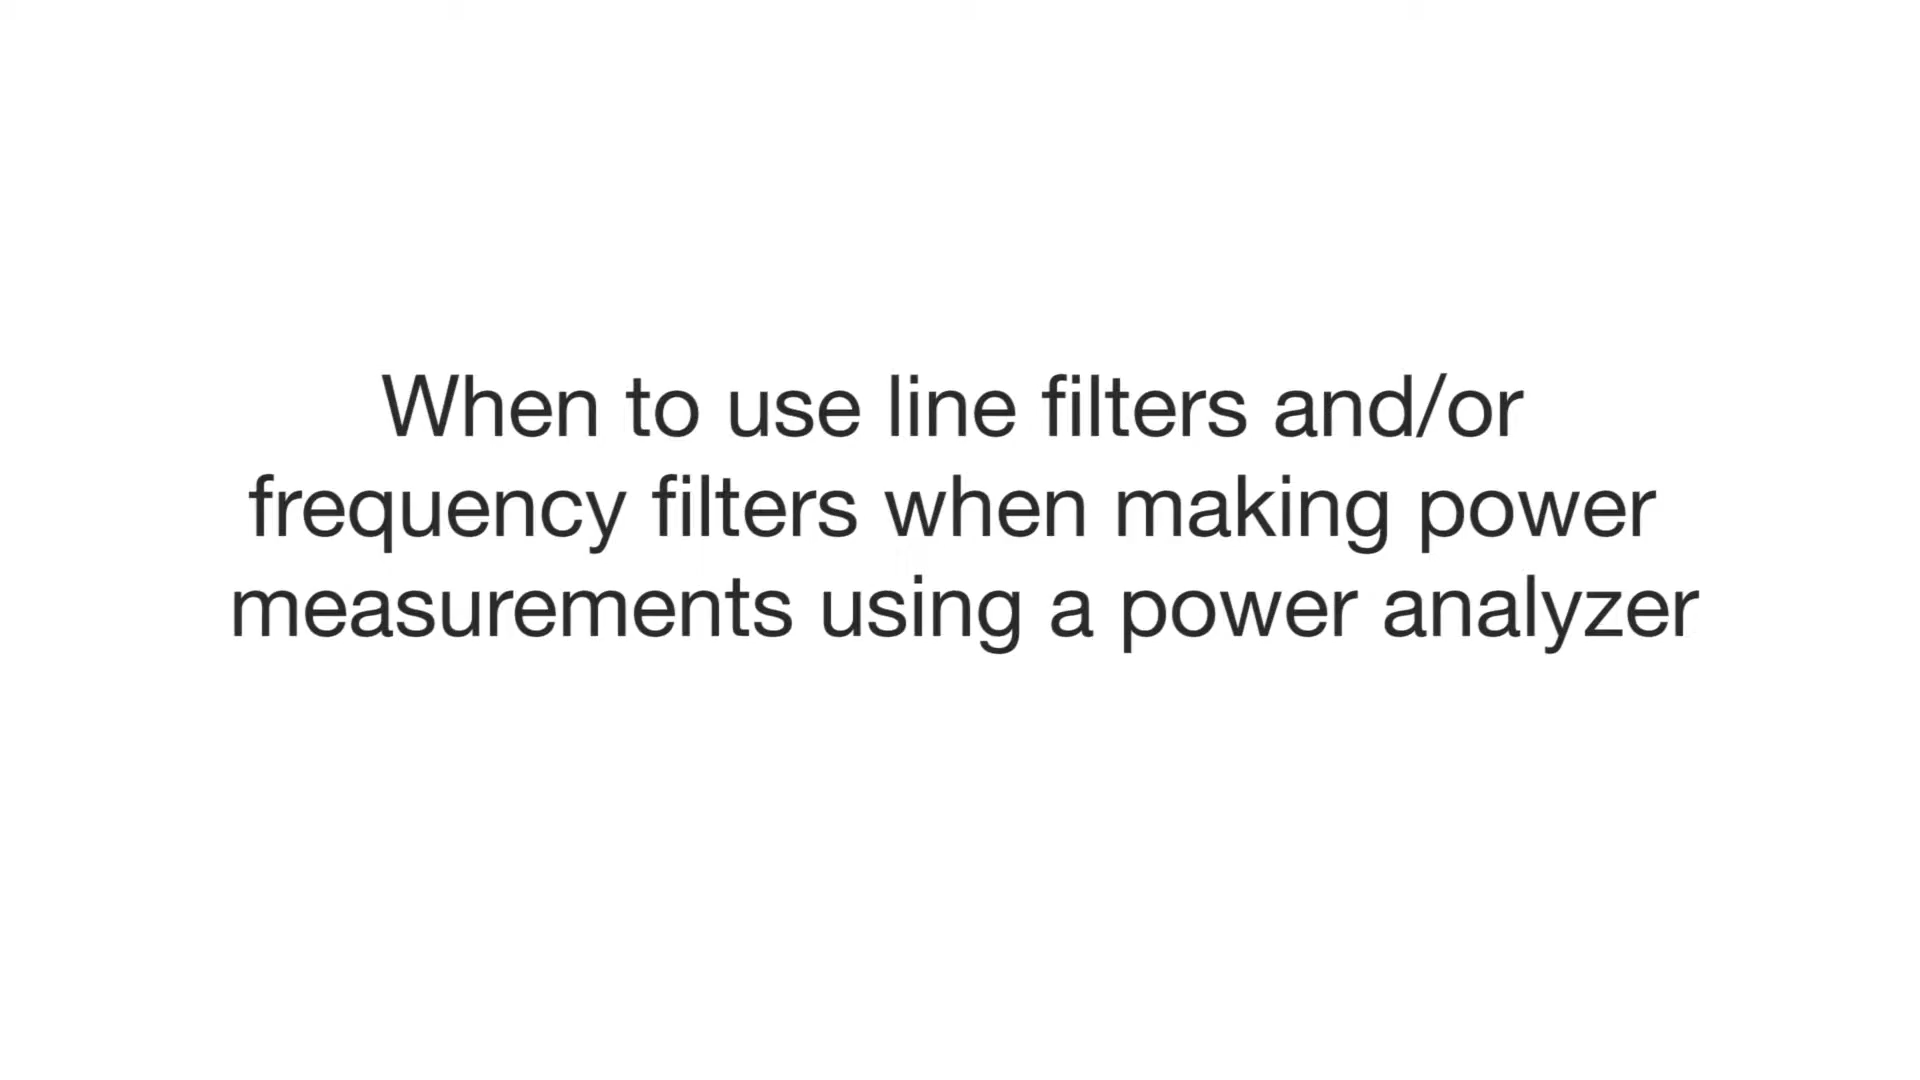 When to use line filters and/or
frequency filters when making power
measurements using a power analyzer